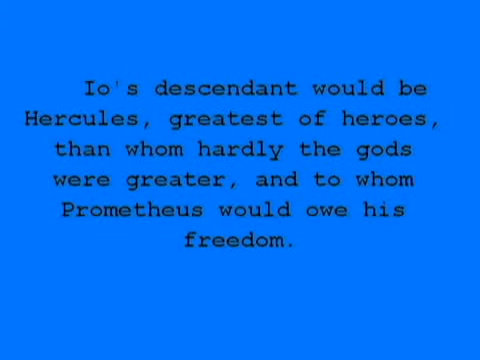 Io's descendant would be
Hercules, greatest of heroes,
than whom hardly the gods
were greater, and to whom
Prometheus would owe his
freedom.